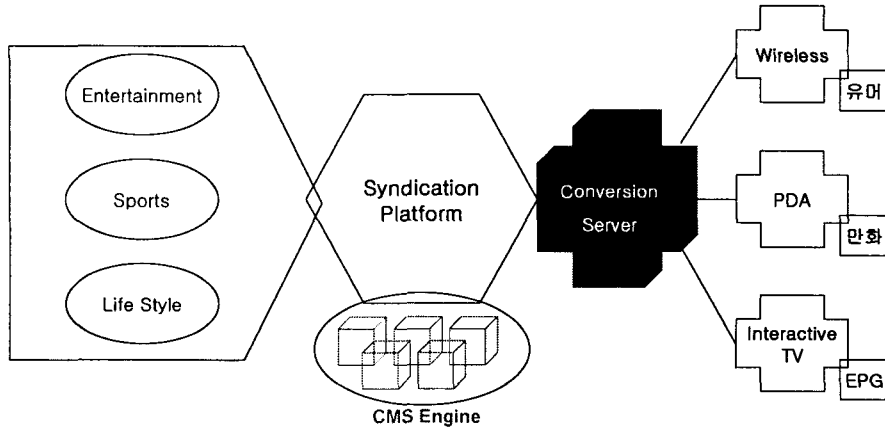 Entertainment
Sports
Life Style
Syndication
Platform
CMS Engine
Conversion
Server
Wireless
유머
PDA
만화
Interactive
TV
EPG